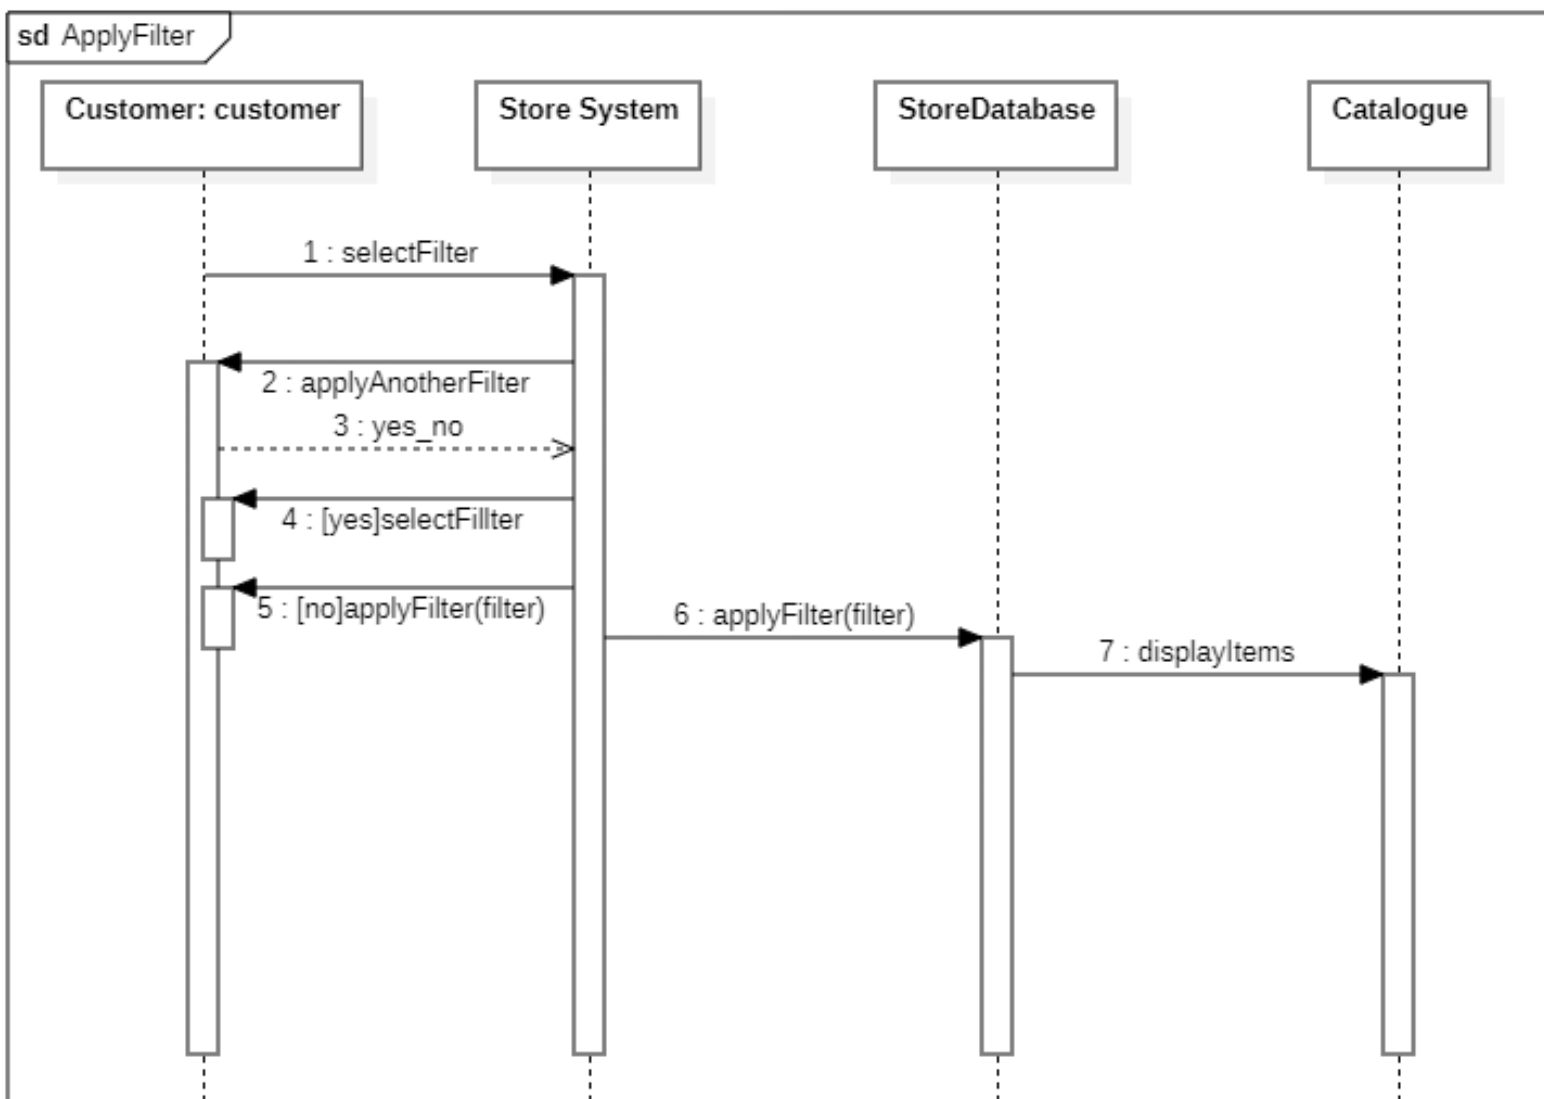 sd ApplyFilter
Customer: customer
Store System
StoreDatabase
Catalogue
1 : selectFilter
2 : applyAnotherFilter
3 : yes_no
4 : [yes]selectFillter
5 : [no]applyFilter(filter)
6 : applyFilter(filter)
7 : displayItems